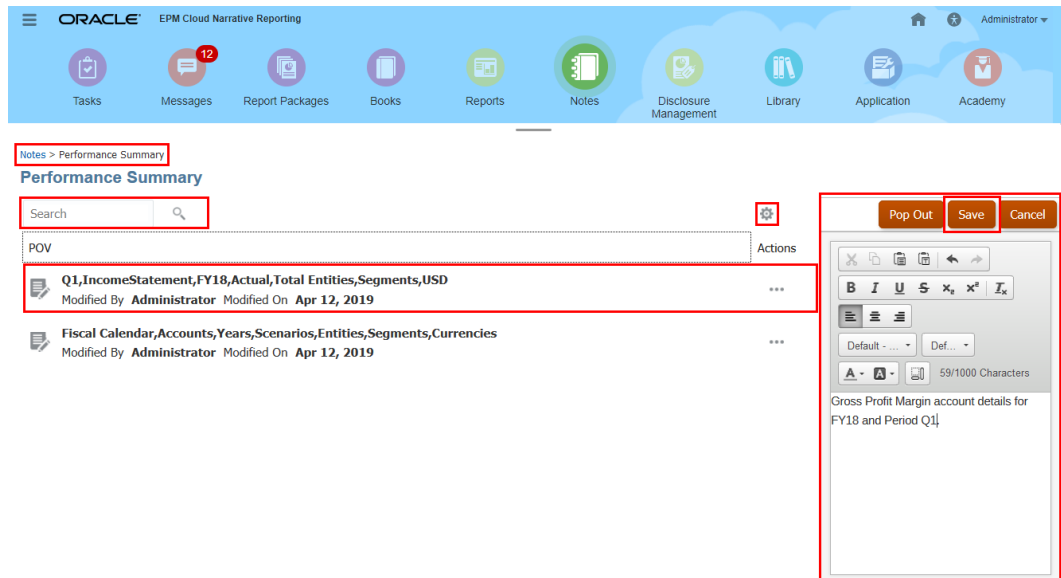 ORACLE® EPM Cloud Narrative Reporting Administrator
12
Tasks Messages Report Packages Books Reports Notes Disclosure Management Library Application Academy
Notes > Performance Summary
Performance Summary
Search
Pop Out Save Cancel
POV Actions
Q1,IncomeStatement,FY18,Actual,Total Entities,Segments,USD
Modified By Administrator Modified On Apr 12, 2019
Fiscal Calendar,Accounts,Years,Scenarios,Entities,Segments,Currencies
Modified By Administrator Modified On Apr 12, 2019
B I U S x₂ x² Iₓ
Default - ... Def...
A A 59/1000 Characters
Gross Profit Margin account details for
FY18 and Period Q1.